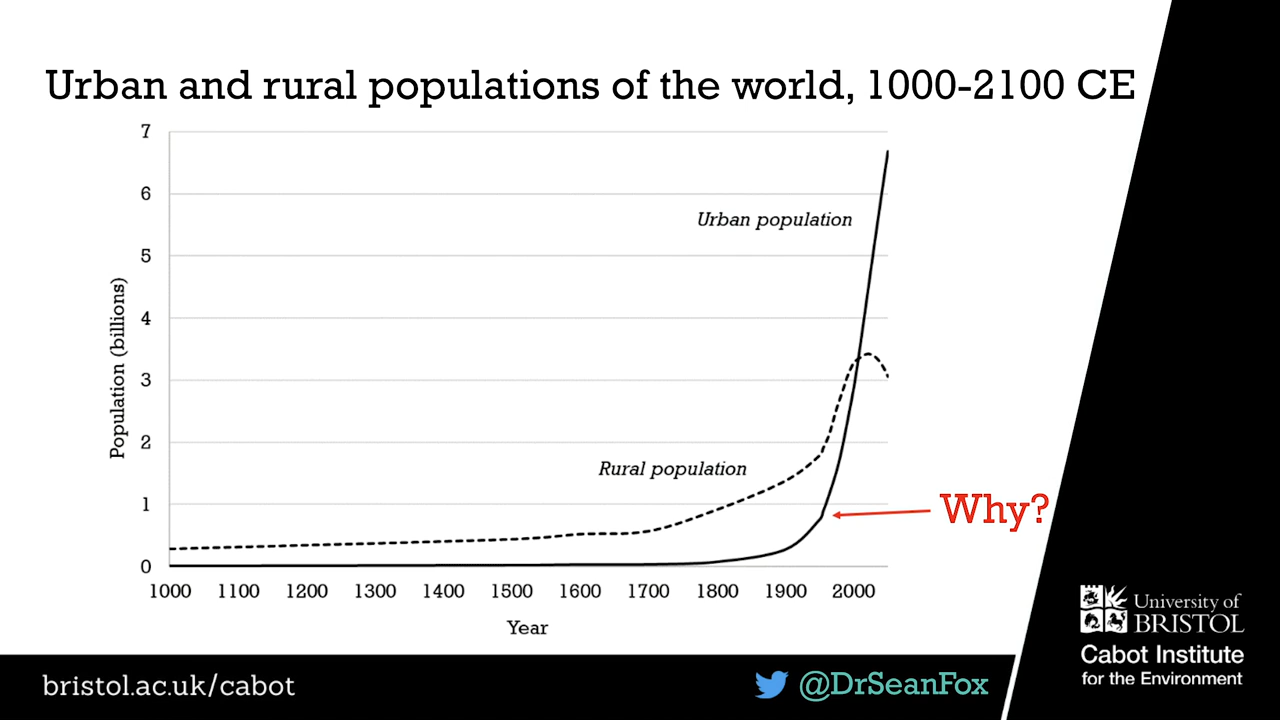 Urban and rural populations of the world, 1000-2100 CE
7
6
5
4
3
2
1
0
Population (billions)
Urban population
Rural population
Why?
1000 1100 1200 1300 1400 1500 1600 1700 1800 1900 2000
Year
University of
BRISTOL
Cabot Institute
for the Environment
bristol.ac.uk/cabot
@DrSeanFox